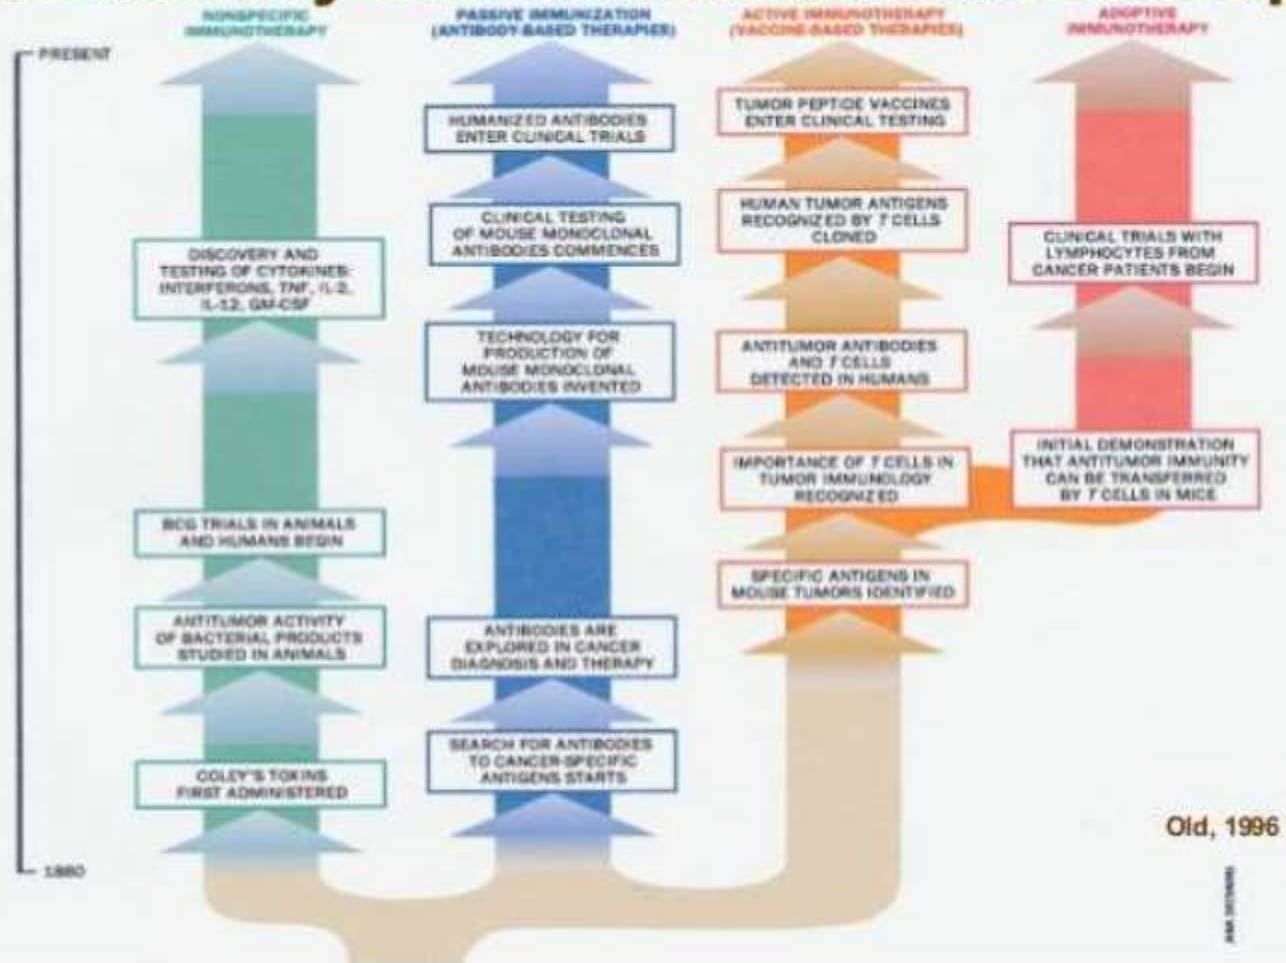 NONSPECIFIC
IMMUNOTHERAPY
PASSIVE IMMUNIZATION
(ANTIBODY-BASED THERAPIES)
ACTIVE IMMUNOTHERAPY
(VACCINE-BASED THERAPIES)
ADOPTIVE
IMMUNOTHERAPY
PRESENT
DISCOVERY AND
TESTING OF CYTOKINES:
INTERFERONS, TNF, IL-2,
IL-12, GM-CSF
BCG TRIALS IN ANIMALS
AND HUMANS BEGIN
ANTITUMOR ACTIVITY
OF BACTERIAL PRODUCTS
STUDIED IN ANIMALS
COLEY'S TOXINS
FIRST ADMINISTERED
HUMANIZED ANTIBODIES
ENTER CLINICAL TRIALS
CLINICAL TESTING
OF MOUSE MONOCLONAL
ANTIBODIES COMMENCES
TECHNOLOGY FOR
PRODUCTION OF
MOUSE MONOCLONAL
ANTIBODIES INVENTED
ANTIBODIES ARE
EXPLORED IN CANCER
DIAGNOSIS AND THERAPY
SEARCH FOR ANTIBODIES
TO CANCER-SPECIFIC
ANTIGENS STARTS
TUMOR PEPTIDE VACCINES
ENTER CLINICAL TESTING
HUMAN TUMOR ANTIGENS
RECOGNIZED BY T CELLS
CLONED
ANTITUMOR ANTIBODIES
AND T CELLS
DETECTED IN HUMANS
IMPORTANCE OF T CELLS IN
TUMOR IMMUNOLOGY
RECOGNIZED
SPECIFIC ANTIGENS IN
MOUSE TUMORS IDENTIFIED
CLINICAL TRIALS WITH
LYMPHOCYTES FROM
CANCER PATIENTS BEGIN
INITIAL DEMONSTRATION
THAT ANTITUMOR IMMUNITY
CAN BE TRANSFERRED
BY T CELLS IN MICE
Old, 1996
1880